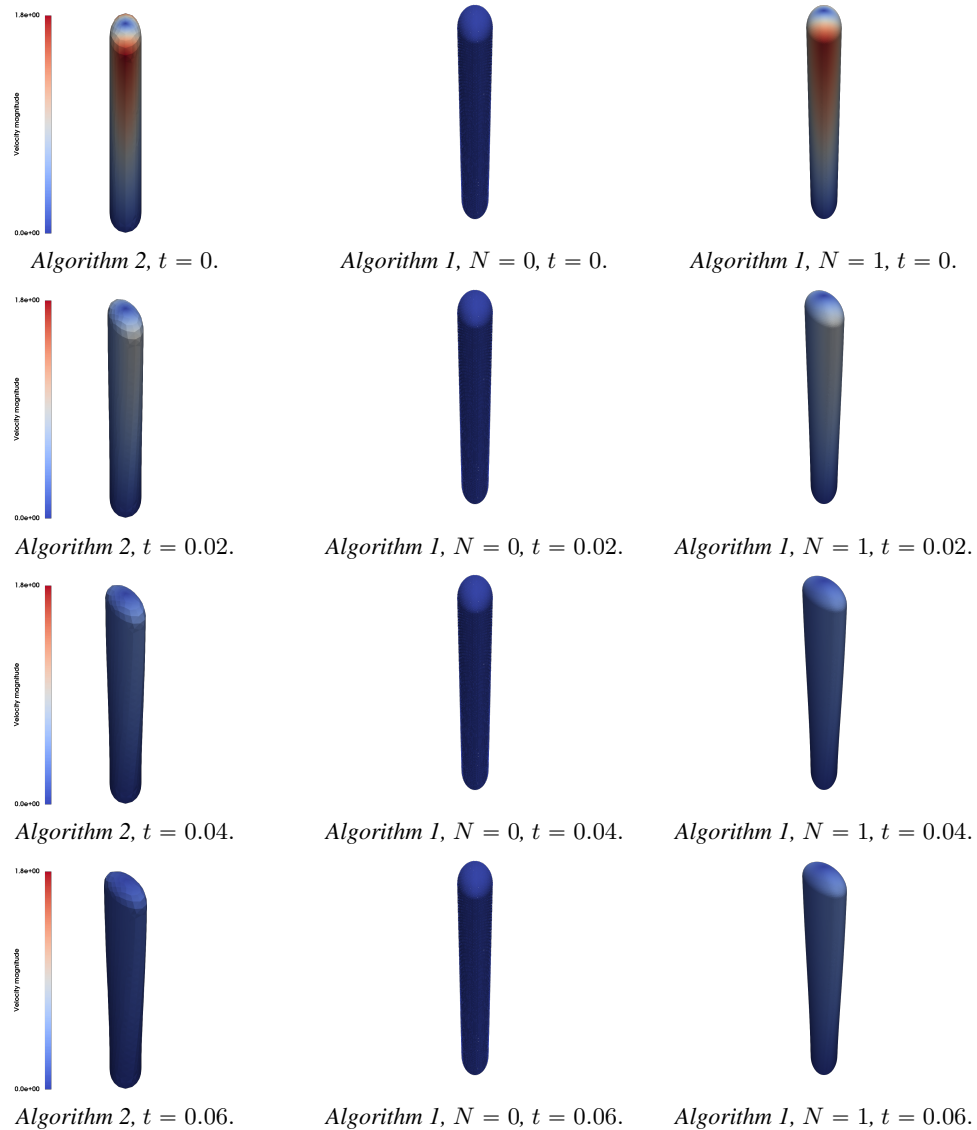 1.8e+00
Velocity magnitude
0.0e+00
Algorithm 2, t = 0.
Algorithm 1, N = 0, t = 0.
Algorithm 1, N = 1, t = 0.
1.8e+00
Velocity magnitude
0.0e+00
Algorithm 2, t = 0.02.
Algorithm 1, N = 0, t = 0.02.
Algorithm 1, N = 1, t = 0.02.
1.8e+00
Velocity magnitude
0.0e+00
Algorithm 2, t = 0.04.
Algorithm 1, N = 0, t = 0.04.
Algorithm 1, N = 1, t = 0.04.
1.8e+00
Velocity magnitude
0.0e+00
Algorithm 2, t = 0.06.
Algorithm 1, N = 0, t = 0.06.
Algorithm 1, N = 1, t = 0.06.